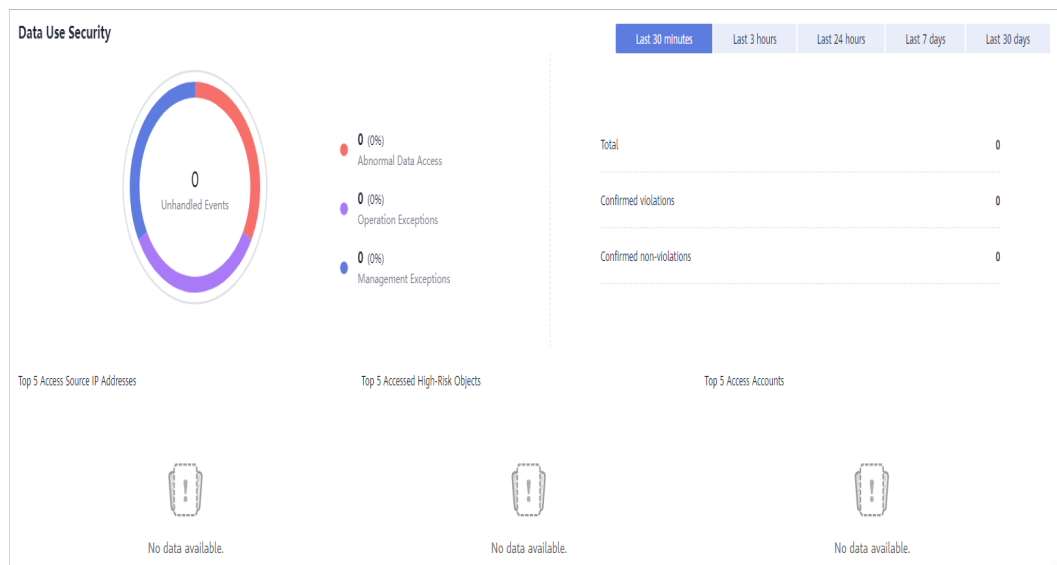 Data Use Security
Last 30 minutes
Last 3 hours
Last 24 hours
Last 7 days
Last 30 days
0
Unhandled Events
0 (0%)
Abnormal Data Access
0 (0%)
Operation Exceptions
0 (0%)
Management Exceptions
Total 0
Confirmed violations 0
Confirmed non-violations 0
Top 5 Access Source IP Addresses
Top 5 Accessed High-Risk Objects
Top 5 Access Accounts
No data available.
No data available.
No data available.